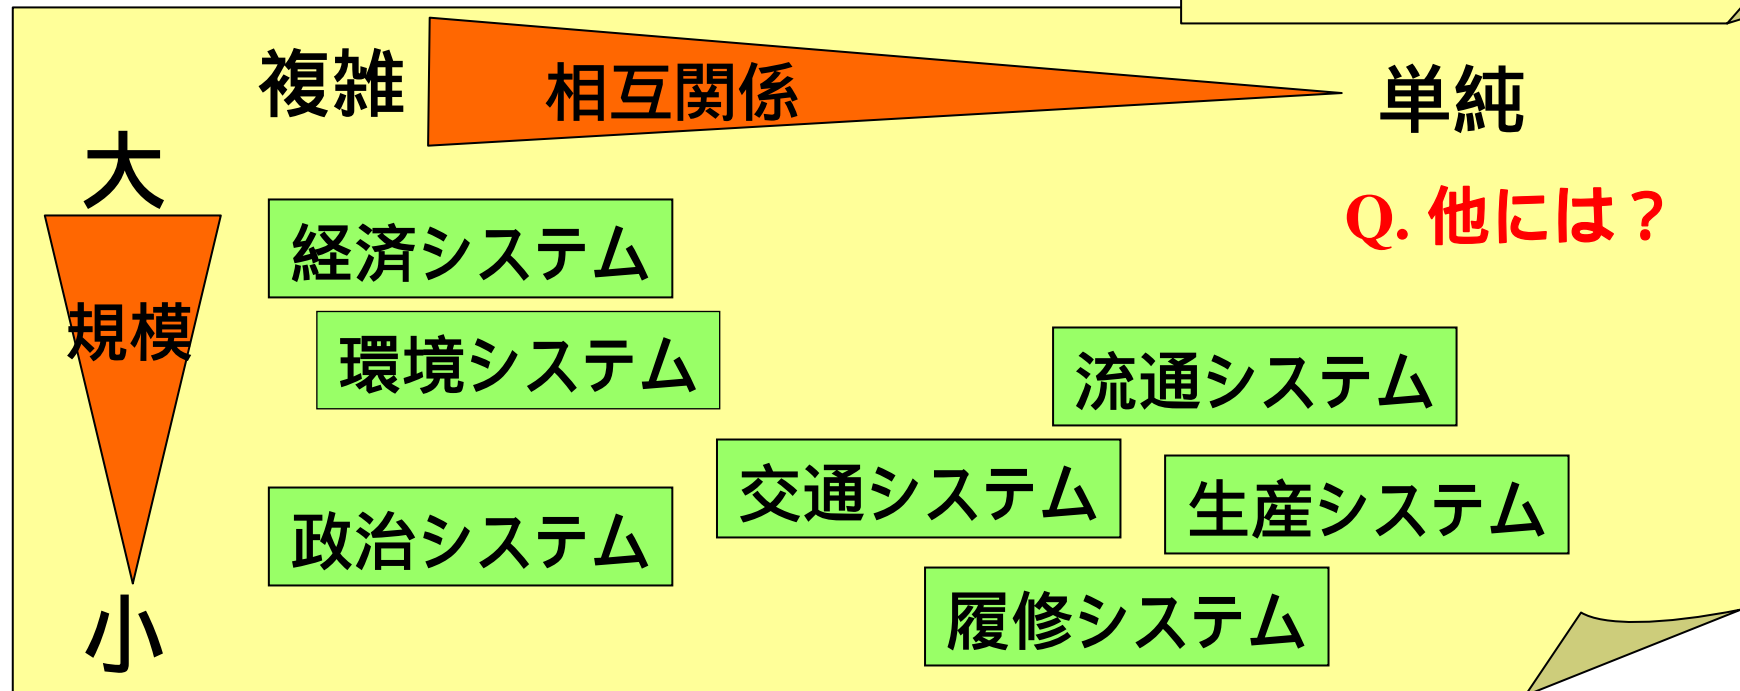 複雑
相互関係
単純
大
規模
小
Q. 他には？
経済システム
環境システム
流通システム
交通システム
生産システム
政治システム
履修システム